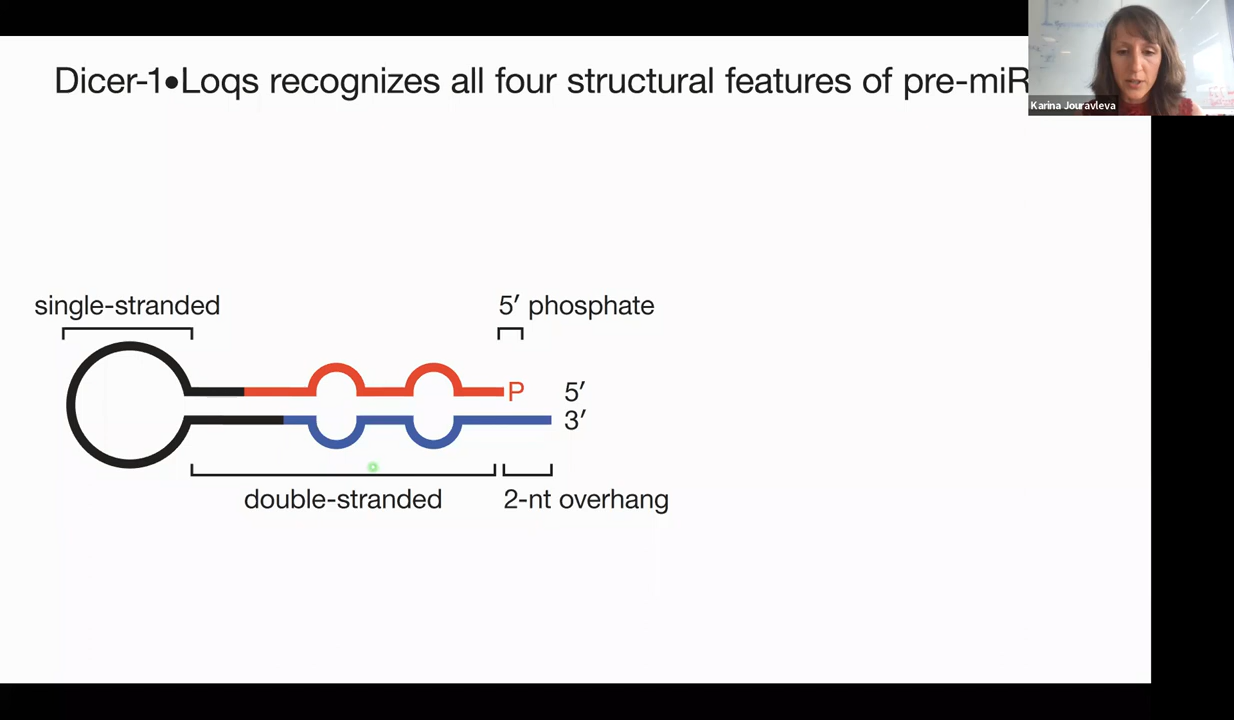 Dicer-1•Loqs recognizes all four structural features of pre-miR
Karina Jouravleva
single-stranded
5′ phosphate
P
5′
3′
double-stranded
2-nt overhang